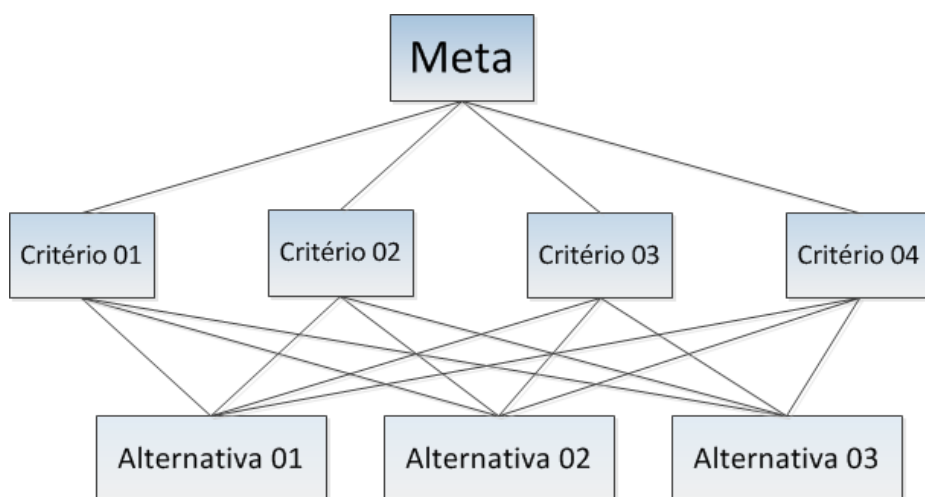 Meta
Critério 01
Critério 02
Critério 03
Critério 04
Alternativa 01
Alternativa 02
Alternativa 03